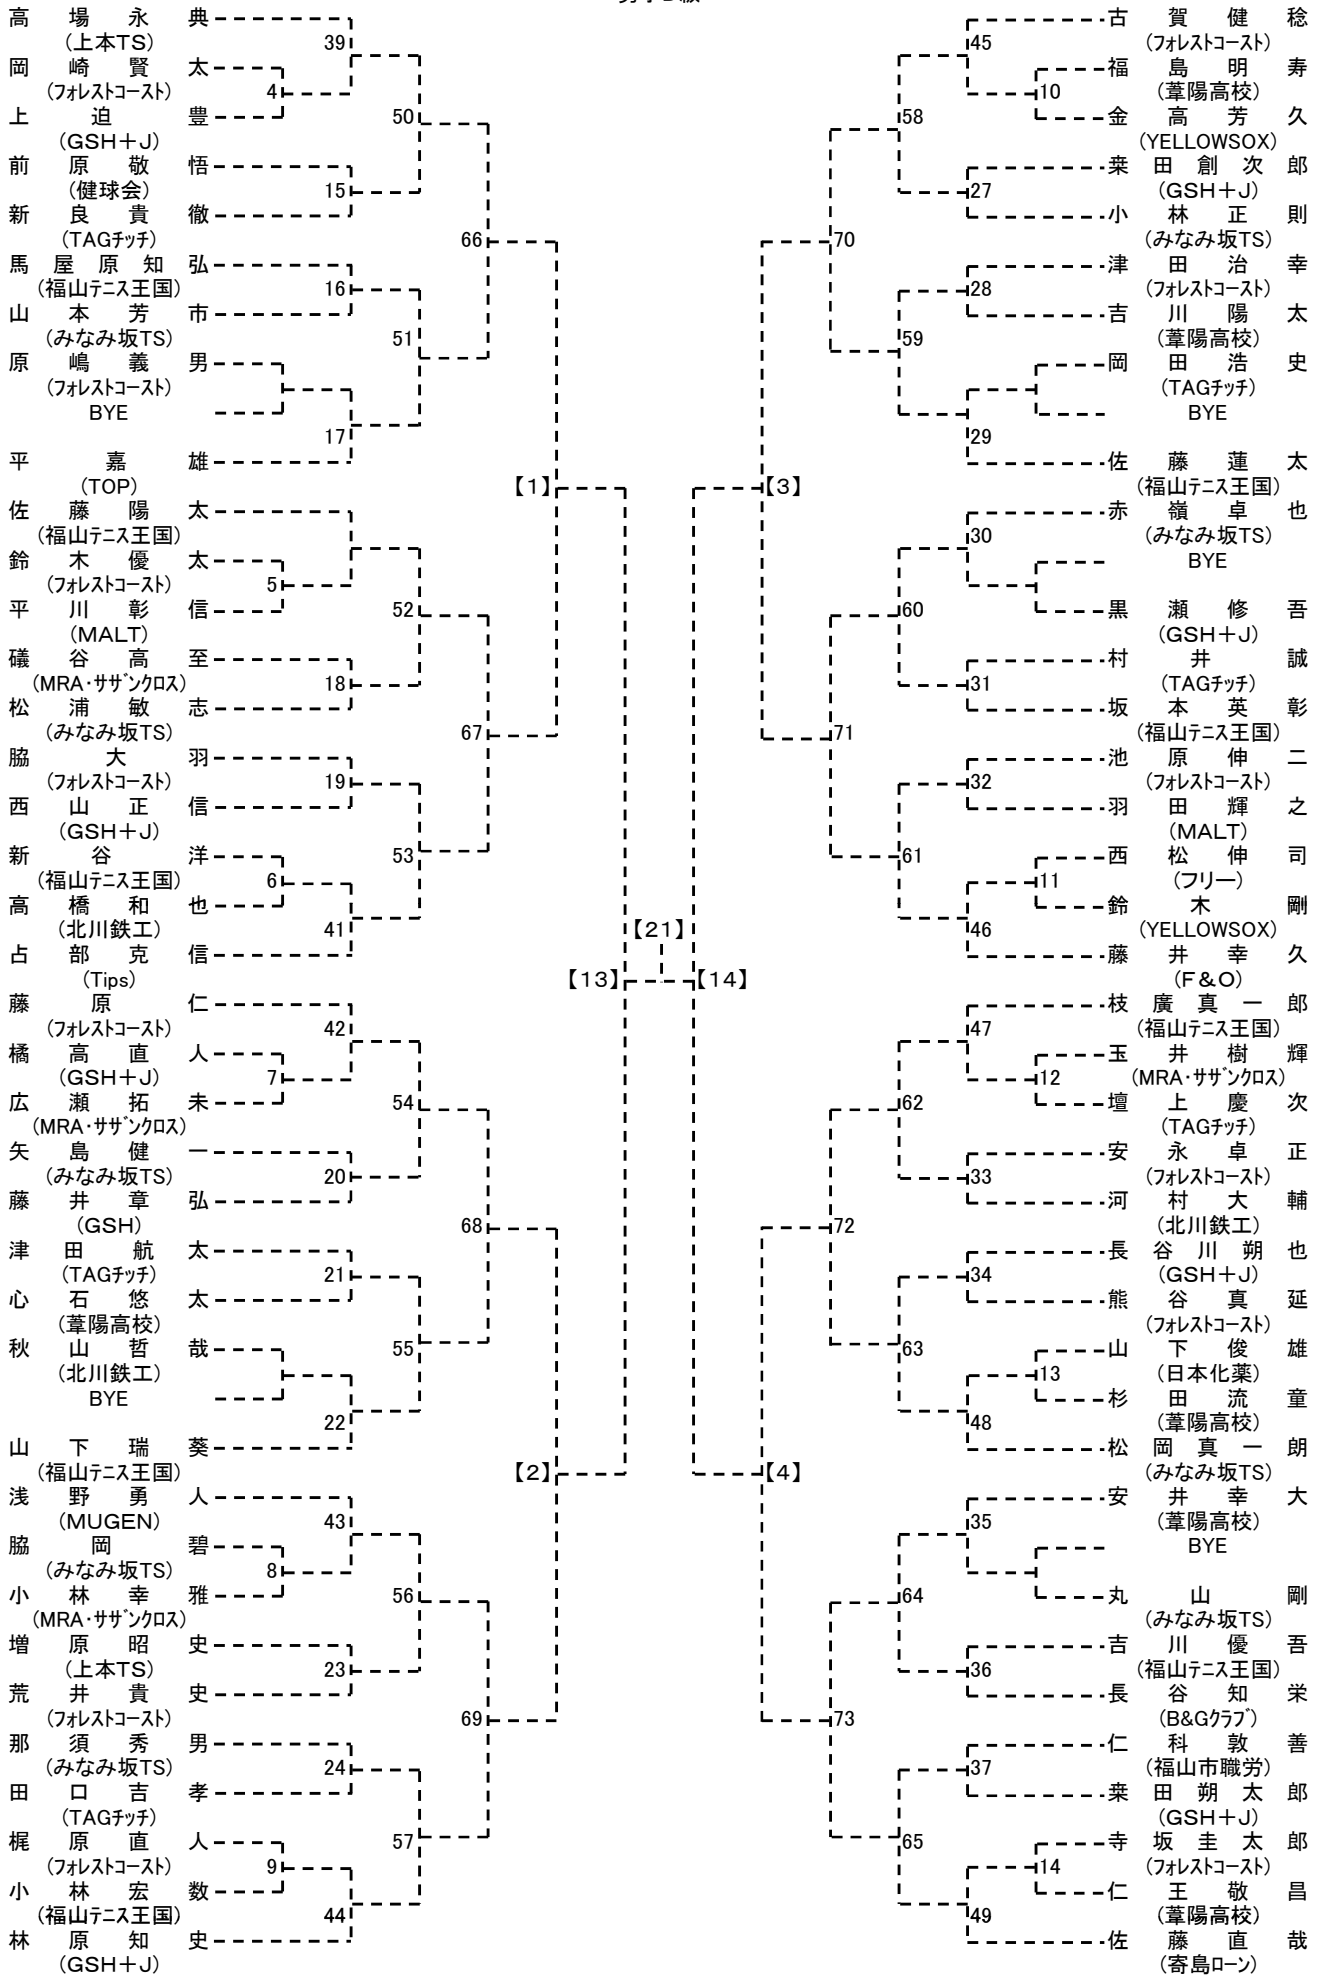 高場永典
(上本TS)
39
岡崎賢太
(フォレストコースト)
4
上迫豊
(GSH+J)
50
前原敬悟
(健球会)
15
新良貴徹
(TAGチッチ)
66
馬屋原知弘
(福山テニス王国)
16
山本芳市
(みなみ坂TS)
51
原嶋義男
(フォレストコースト)
BYE
17
平嘉雄
(TOP)
【1】
佐藤陽太
(福山テニス王国)
鈴木優太
(フォレストコースト)
5
平川彰信
(MALT)
52
礒谷高至
(MRA・サザンクロス)
18
松浦敏志
(みなみ坂TS)
67
脇大羽
(フォレストコースト)
19
西山正信
(GSH+J)
53
新谷洋
(福山テニス王国)
6
高橋和也
(北川鉄工)
41
占部克信
(Tips)
【13】
【21】
【14】
藤原仁
(フォレストコースト)
42
橘高直人
(GSH+J)
7
広瀬拓未
(MRA・サザンクロス)
54
矢島健一
(みなみ坂TS)
20
藤井章弘
(GSH)
68
津田航太
(TAGチッチ)
21
心石悠太
(葦陽高校)
55
秋山哲哉
(北川鉄工)
BYE
22
山下瑞葵
(福山テニス王国)
【2】
浅野勇人
(MUGEN)
43
脇岡碧
(みなみ坂TS)
8
小林幸雅
(MRA・サザンクロス)
56
増原昭史
(上本TS)
23
荒井貴史
(フォレストコースト)
69
那須秀男
(みなみ坂TS)
24
田口吉孝
(TAGチッチ)
57
梶原直人
(フォレストコースト)
9
小林宏数
(福山テニス王国)
44
林原知史
(GSH+J)
古賀健稔
45
(フォレストコースト)
福島明寿
10
(葦陽高校)
58
金高芳久
(YELLOWSOX)
桒田創次郎
27
(GSH+J)
小林正則
(みなみ坂TS)
70
津田治幸
28
(フォレストコースト)
吉川陽太
(葦陽高校)
59
岡田浩史
(TAGチッチ)
BYE
29
佐藤蓮太
(福山テニス王国)
【3】
赤嶺卓也
30
(みなみ坂TS)
BYE
60
黒瀬修吾
(GSH+J)
村井誠
31
(TAGチッチ)
坂本英彰
(福山テニス王国)
71
池原伸二
32
(フォレストコースト)
羽田輝之
(MALT)
61
西松伸司
11
(フリー)
鈴木剛
46
(YELLOWSOX)
藤井幸久
(F&O)
枝廣真一郎
47
(福山テニス王国)
玉井樹輝
12
(MRA・サザンクロス)
62
壇上慶次
(TAGチッチ)
安永卓正
33
(フォレストコースト)
河村大輔
(北川鉄工)
72
長谷川朔也
34
(GSH+J)
熊谷真延
(フォレストコースト)
63
山下俊雄
13
(日本化薬)
杉田流童
48
(葦陽高校)
松岡真一朗
(みなみ坂TS)
【4】
安井幸大
35
(葦陽高校)
BYE
64
丸山剛
(みなみ坂TS)
吉川優吾
36
(福山テニス王国)
長谷知栄
(B&Gクラブ)
73
仁科敦善
37
(福山市職労)
桒田朔太郎
(GSH+J)
65
寺坂圭太郎
14
(フォレストコースト)
仁王敬昌
49
(葦陽高校)
佐藤直哉
(寄島ローン)